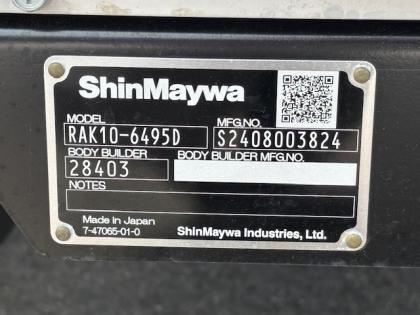 ShinMaywa
MODEL MFG.NO.
RAK10-6495D S2408003824
BODY BUILDER BODY BUILDER MFG.NO.
28403
NOTES
Made in Japan
7-47065-01-0 ShinMaywa Industries, Ltd.